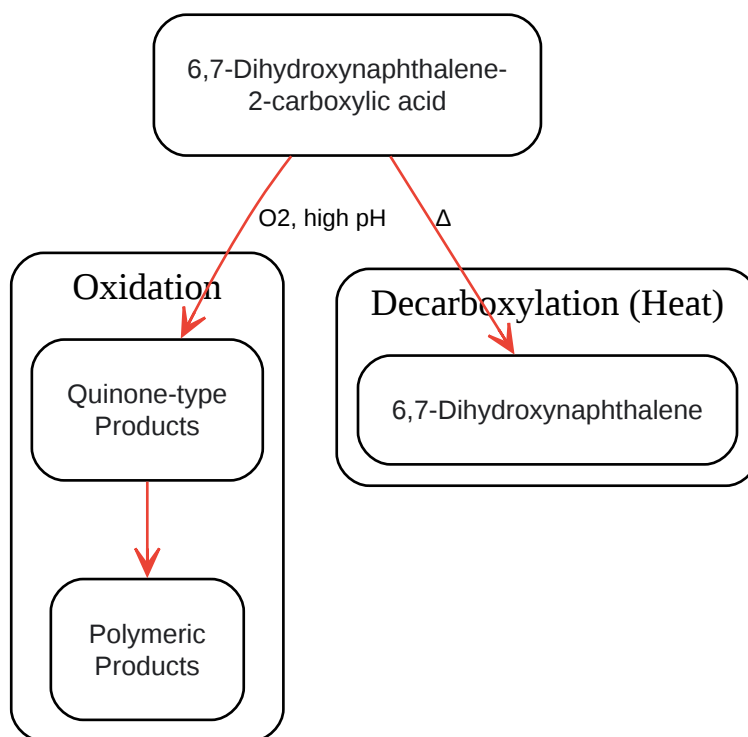 6,7-Dihydroxynaphthalene-
2-carboxylic acid
O2, high pH
Δ
Oxidation
Decarboxylation (Heat)
Quinone-type
Products
6,7-Dihydroxynaphthalene
Polymeric
Products